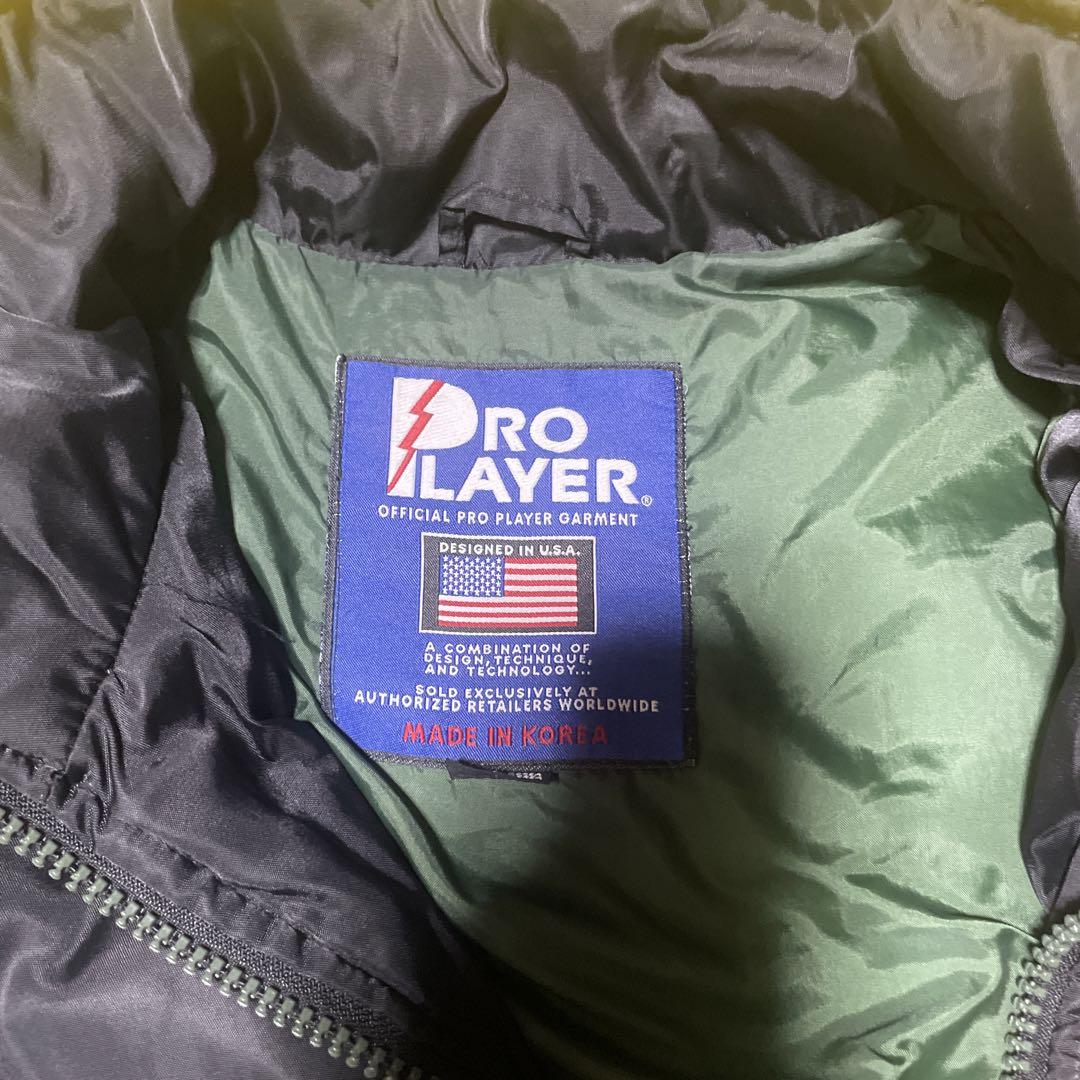 PRO
PLAYER®
OFFICIAL PRO PLAYER GARMENT
DESIGNED IN U.S.A.
A COMBINATION OF
DESIGN, TECHNIQUE,
AND TECHNOLOGY...
SOLD EXCLUSIVELY AT
AUTHORIZED RETAILERS WORLDWIDE
MADE IN KOREA